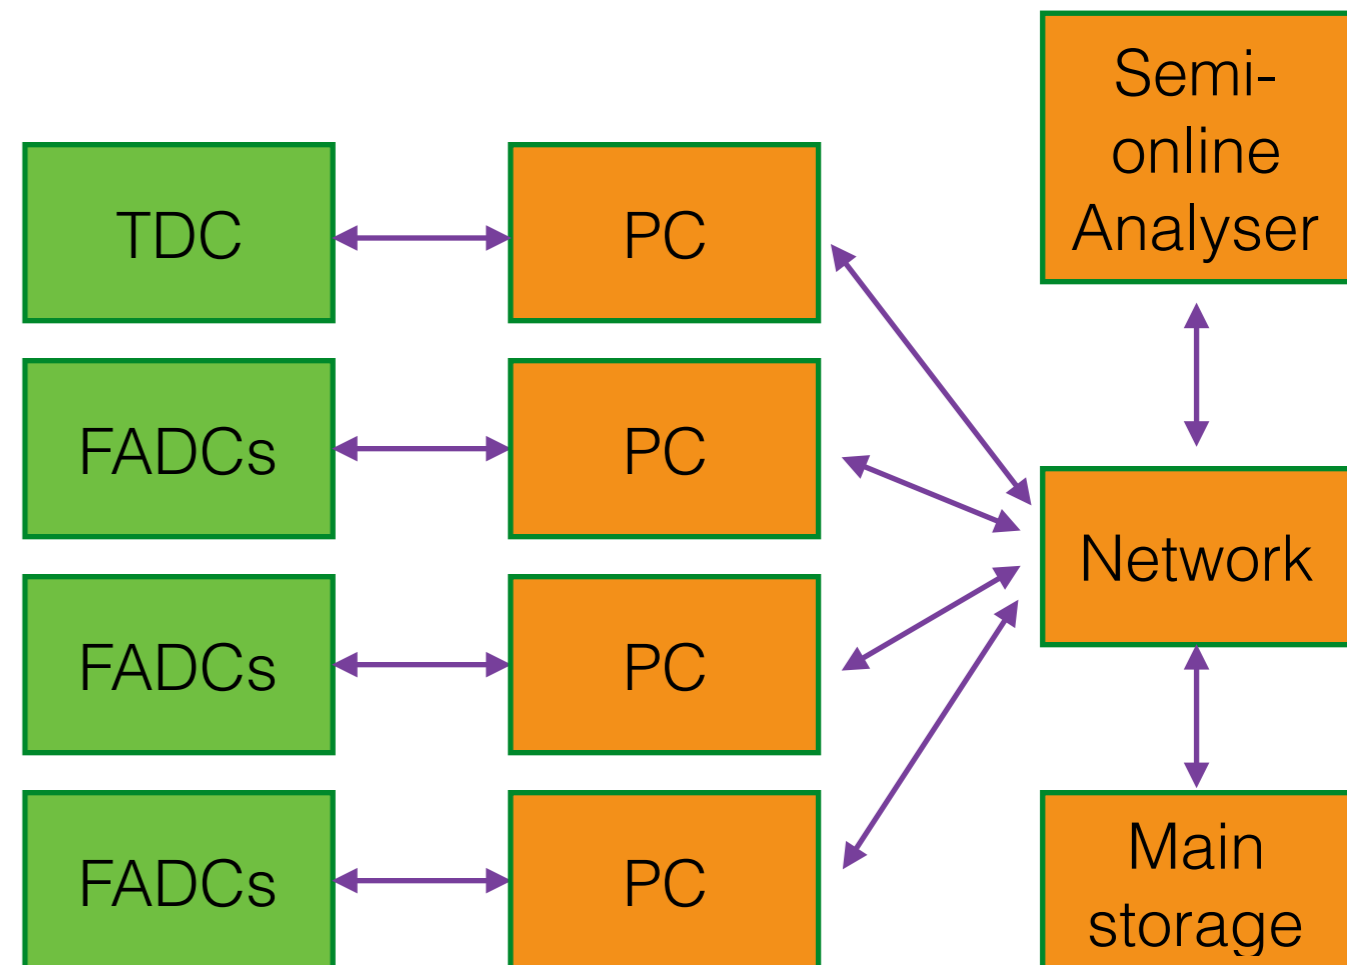 Semi-
online
Analyser
TDC
PC
FADCs
PC
Network
FADCs
PC
FADCs
PC
Main
storage